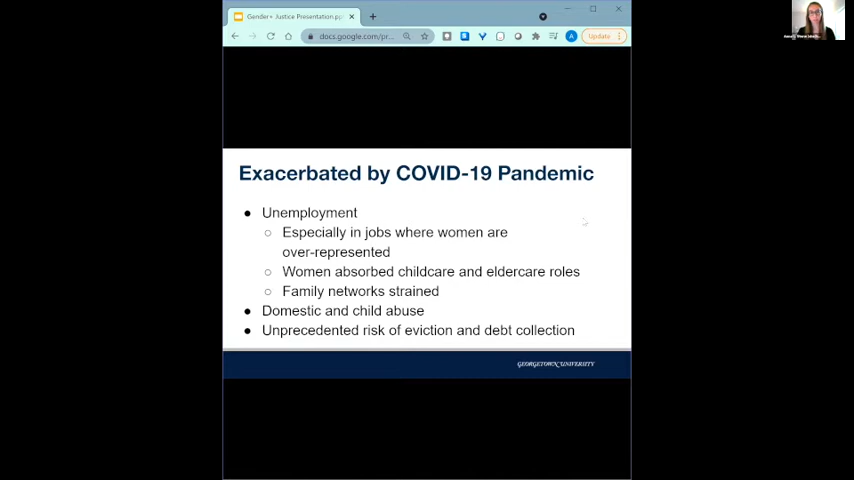 Gender+ Justice Presentation.ppt
docs.google.com/pr...
A
Update
Exacerbated by COVID-19 Pandemic
● Unemployment
○ Especially in jobs where women are
over-represented
○ Women absorbed childcare and eldercare roles
○ Family networks strained
● Domestic and child abuse
● Unprecedented risk of eviction and debt collection
GEORGETOWN UNIVERSITY